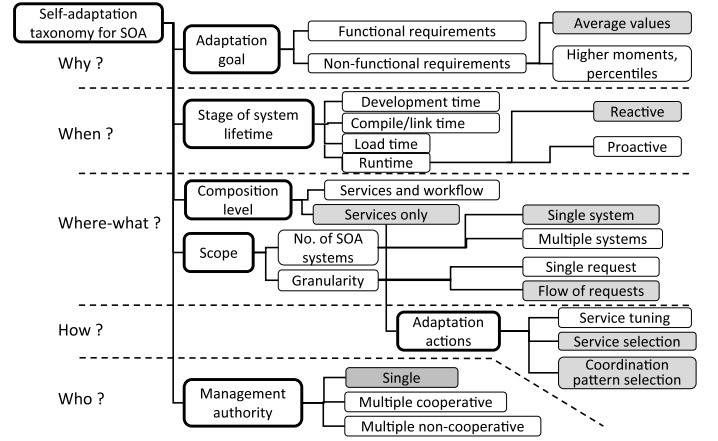 Self-adaptation
taxonomy for SOA
Why ?
Adaptation
goal
Functional requirements
Non-functional requirements
Average values
Higher moments,
percentiles
When ?
Stage of system
lifetime
Development time
Compile/link time
Load time
Runtime
Reactive
Proactive
Where-what ?
Composition
level
Services and workflow
Services only
Scope
No. of SOA
systems
Granularity
Single system
Multiple systems
Single request
Flow of requests
How ?
Adaptation
actions
Service tuning
Service selection
Coordination
pattern selection
Who ?
Management
authority
Single
Multiple cooperative
Multiple non-cooperative